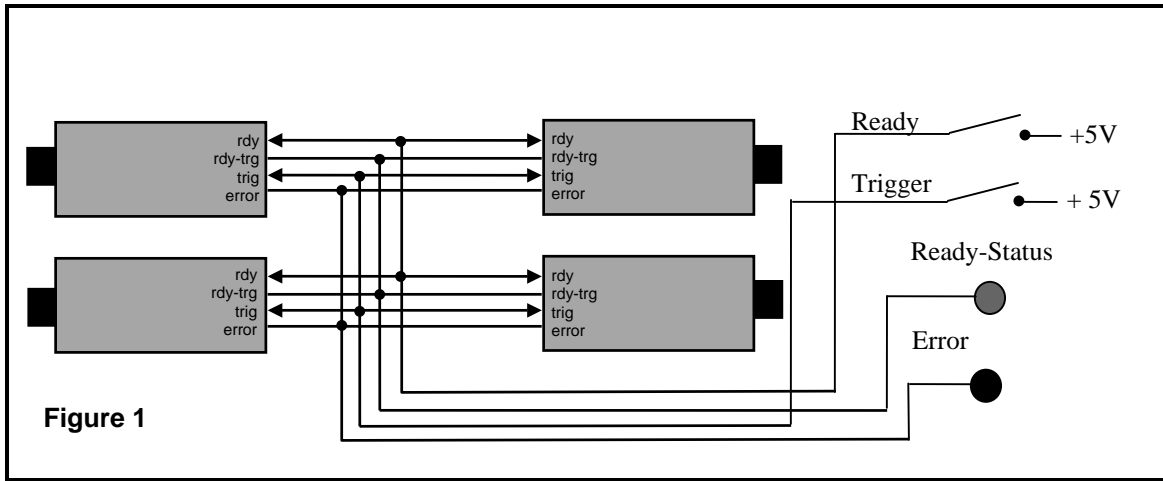 rdy
rdy-trg
trig
error
rdy
rdy-trg
trig
error
Ready
+5V
Trigger
+ 5V
rdy
rdy-trg
trig
error
rdy
rdy-trg
trig
error
Ready-Status
Error
Figure 1